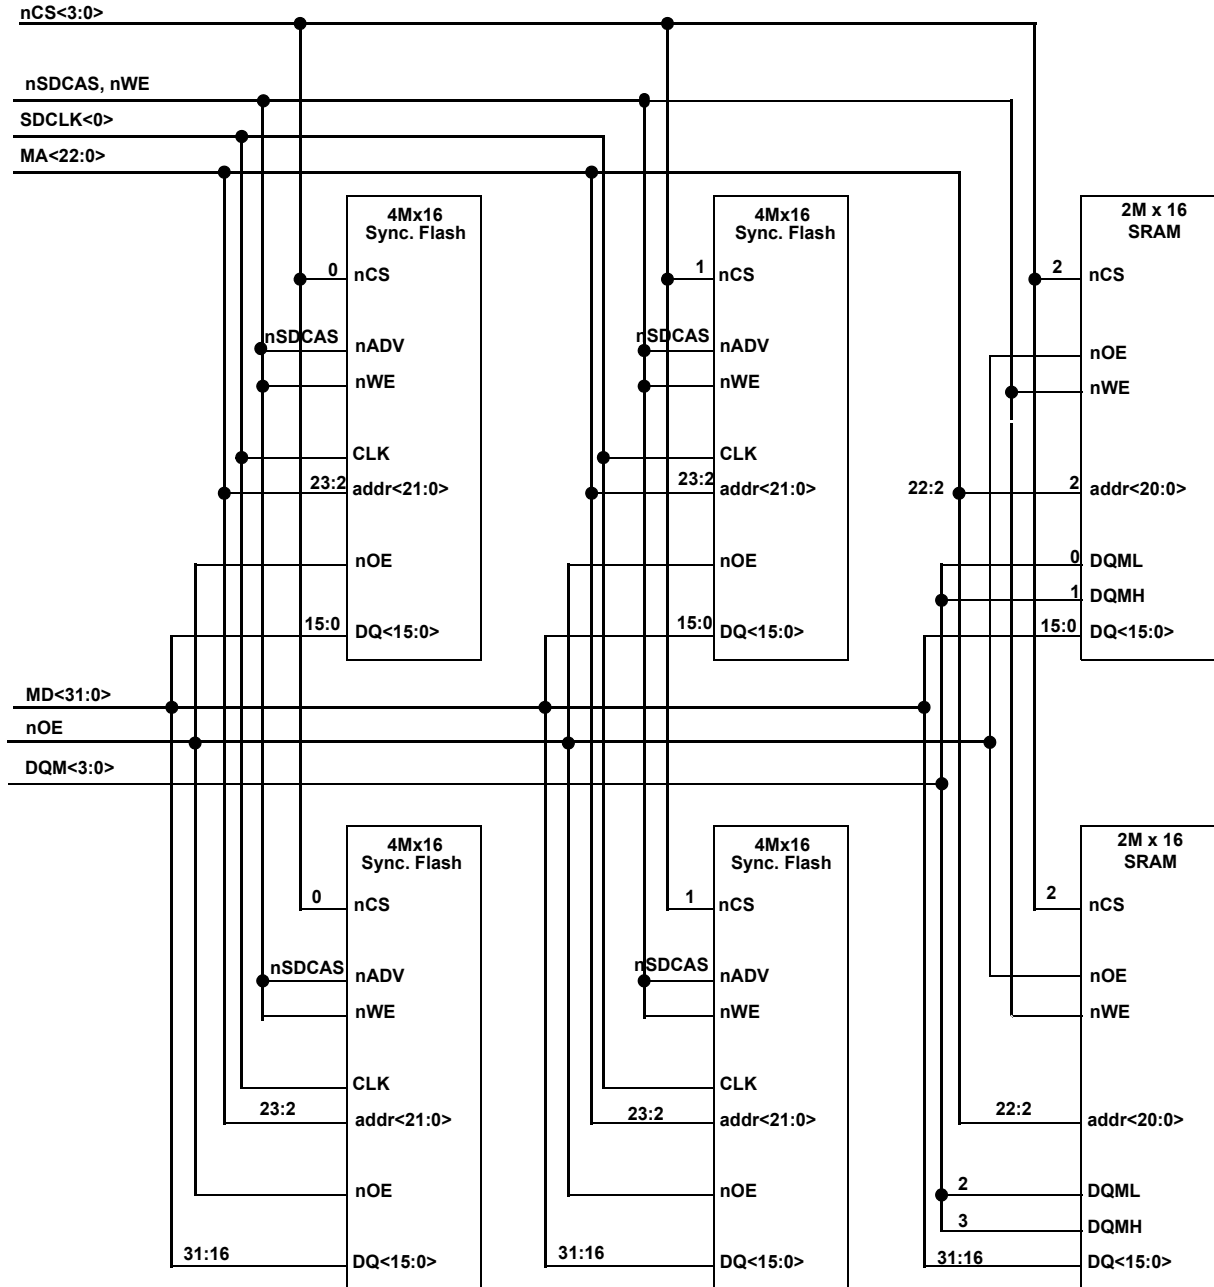 nCS<3:0>
nSDCAS, nWE
SDCLK<0>
MA<22:0>
4Mx16
Sync. Flash
0
nCS
nSDCAS
nADV
nWE
CLK
23:2
addr<21:0>
nOE
15:0
DQ<15:0>
4Mx16
Sync. Flash
1
nCS
nSDCAS
nADV
nWE
CLK
23:2
addr<21:0>
nOE
15:0
DQ<15:0>
2M x 16
SRAM
2
nCS
nOE
nWE
22:2
2
addr<20:0>
0
DQML
1
DQMH
15:0
DQ<15:0>
MD<31:0>
nOE
DQM<3:0>
4Mx16
Sync. Flash
0
nCS
nSDCAS
nADV
nWE
CLK
23:2
addr<21:0>
nOE
31:16
DQ<15:0>
4Mx16
Sync. Flash
1
nCS
nSDCAS
nADV
nWE
CLK
23:2
addr<21:0>
nOE
31:16
DQ<15:0>
2M x 16
SRAM
2
nCS
nOE
nWE
22:2
addr<20:0>
2
DQML
3
DQMH
31:16
DQ<15:0>